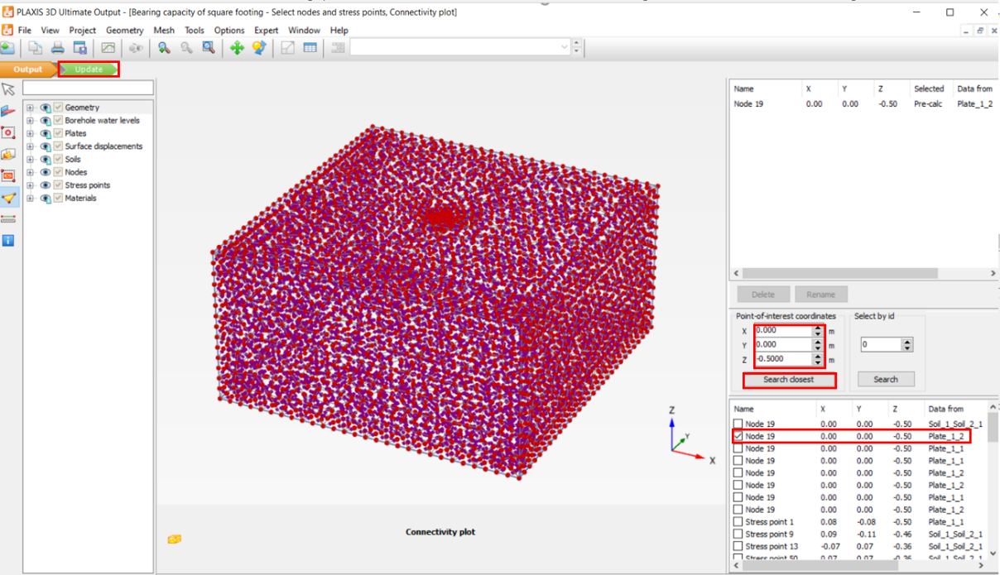 PLAXIS 3D Ultimate Output - [Bearing capacity of square footing - Select nodes and stress points, Connectivity plot]
File View Project Geometry Mesh Tools Options Expert Window Help
Output Update
Geometry
Borehole water levels
Plates
Surface displacements
Soils
Nodes
Stress points
Materials
Name X Y Z Selected Data from
Node 19 0.00 0.00 -0.50 Pre-calc Plate_1_2
Delete Rename
Point-of-interest coordinates Select by id
X 0.000 m
Y 0.000 m 0
Z -0.5000 m
Search closest Search
Name X Y Z Data from
Node 19 0.00 0.00 -0.50 Soil_1_Soil_2_1
Node 19 0.00 0.00 -0.50 Plate_1_2
Node 19 0.00 0.00 -0.50 Plate_1_1
Node 19 0.00 0.00 -0.50 Plate_1_1
Node 19 0.00 0.00 -0.50 Plate_1_2
Node 19 0.00 0.00 -0.50 Plate_1_2
Node 19 0.00 0.00 -0.50 Plate_1_1
Node 19 0.00 0.00 -0.50 Plate_1_2
Stress point 1 0.08 -0.08 -0.50 Plate_1_1
Stress point 9 0.09 -0.11 -0.46 Soil_1_Soil_2_1
Stress point 13 -0.07 0.07 -0.36 Soil_1_Soil_2_1
Stress point 50 0.07 0.07 -0.36 Soil_1_Soil_2_1
Z
Y
X
Connectivity plot